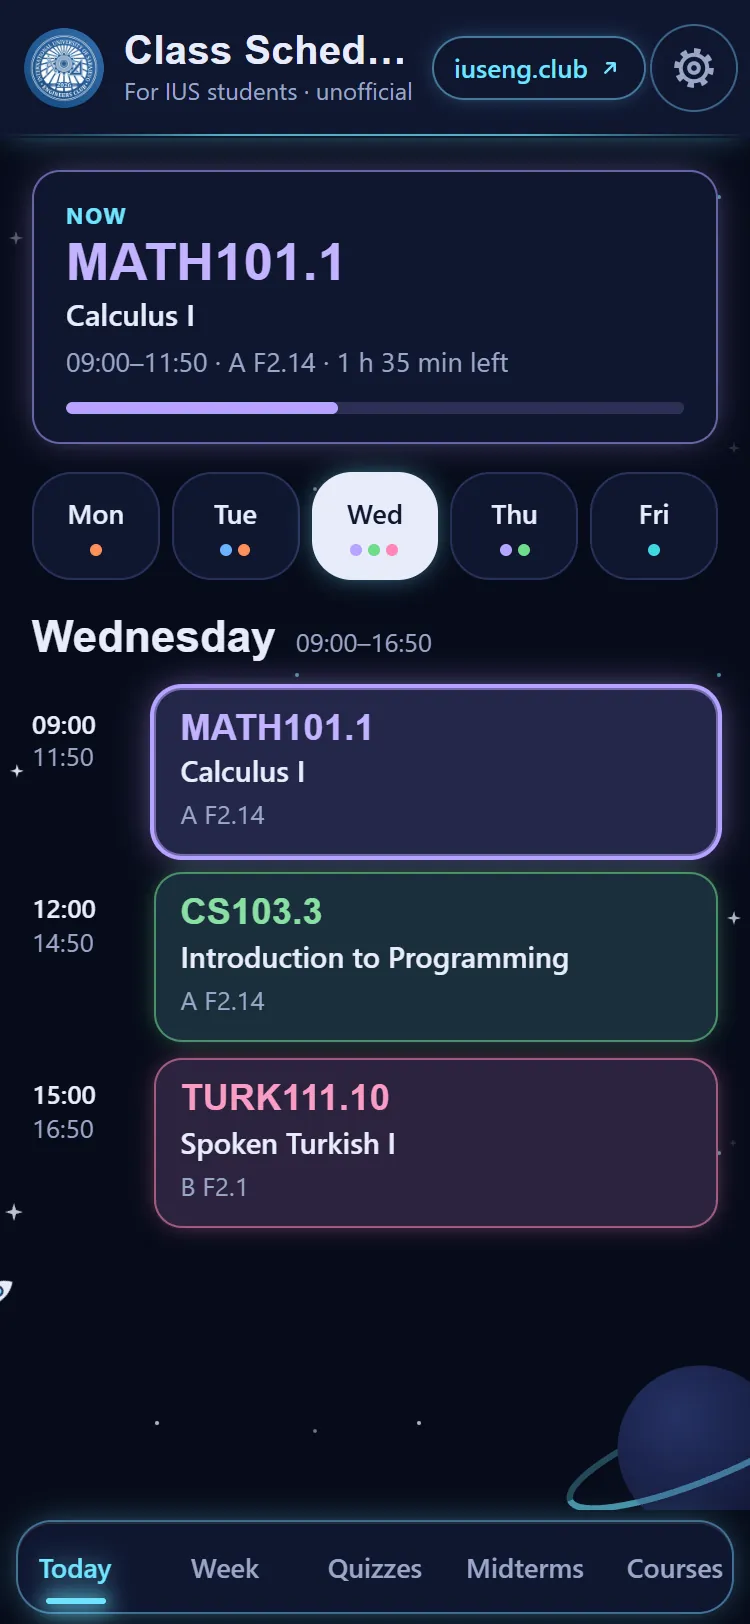 Class Sched...
For IUS students · unofficial
iuseng.club ↗
NOW
MATH101.1
Calculus I
09:00–11:50 · A F2.14 · 1 h 35 min left
Mon
Tue
Wed
Thu
Fri
Wednesday 09:00–16:50
09:00
11:50
MATH101.1
Calculus I
A F2.14
12:00
14:50
CS103.3
Introduction to Programming
A F2.14
15:00
16:50
TURK111.10
Spoken Turkish I
B F2.1
Today
Week
Quizzes
Midterms
Courses